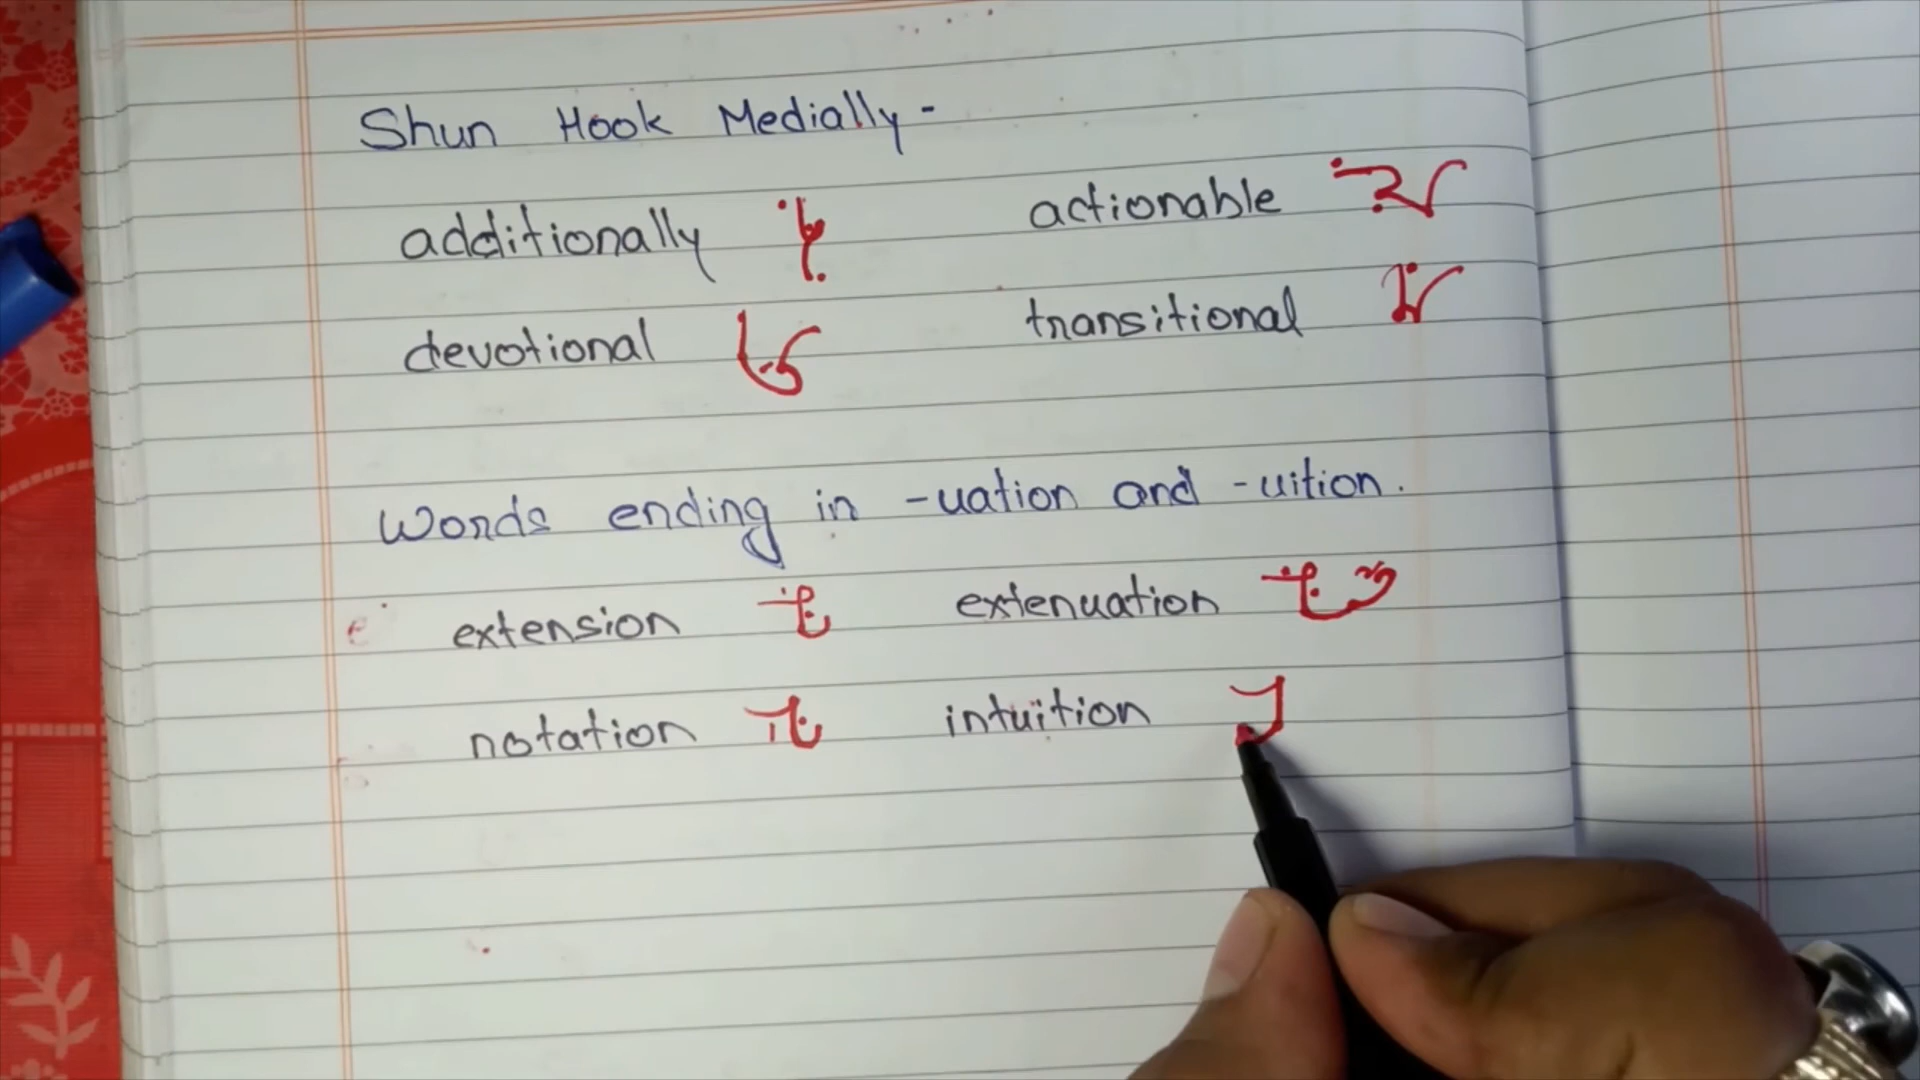 Shun Hook Medially -
additionally actionable
devotional transitional
Words ending in -uation and -uition.
extension extenuation
notation intuition